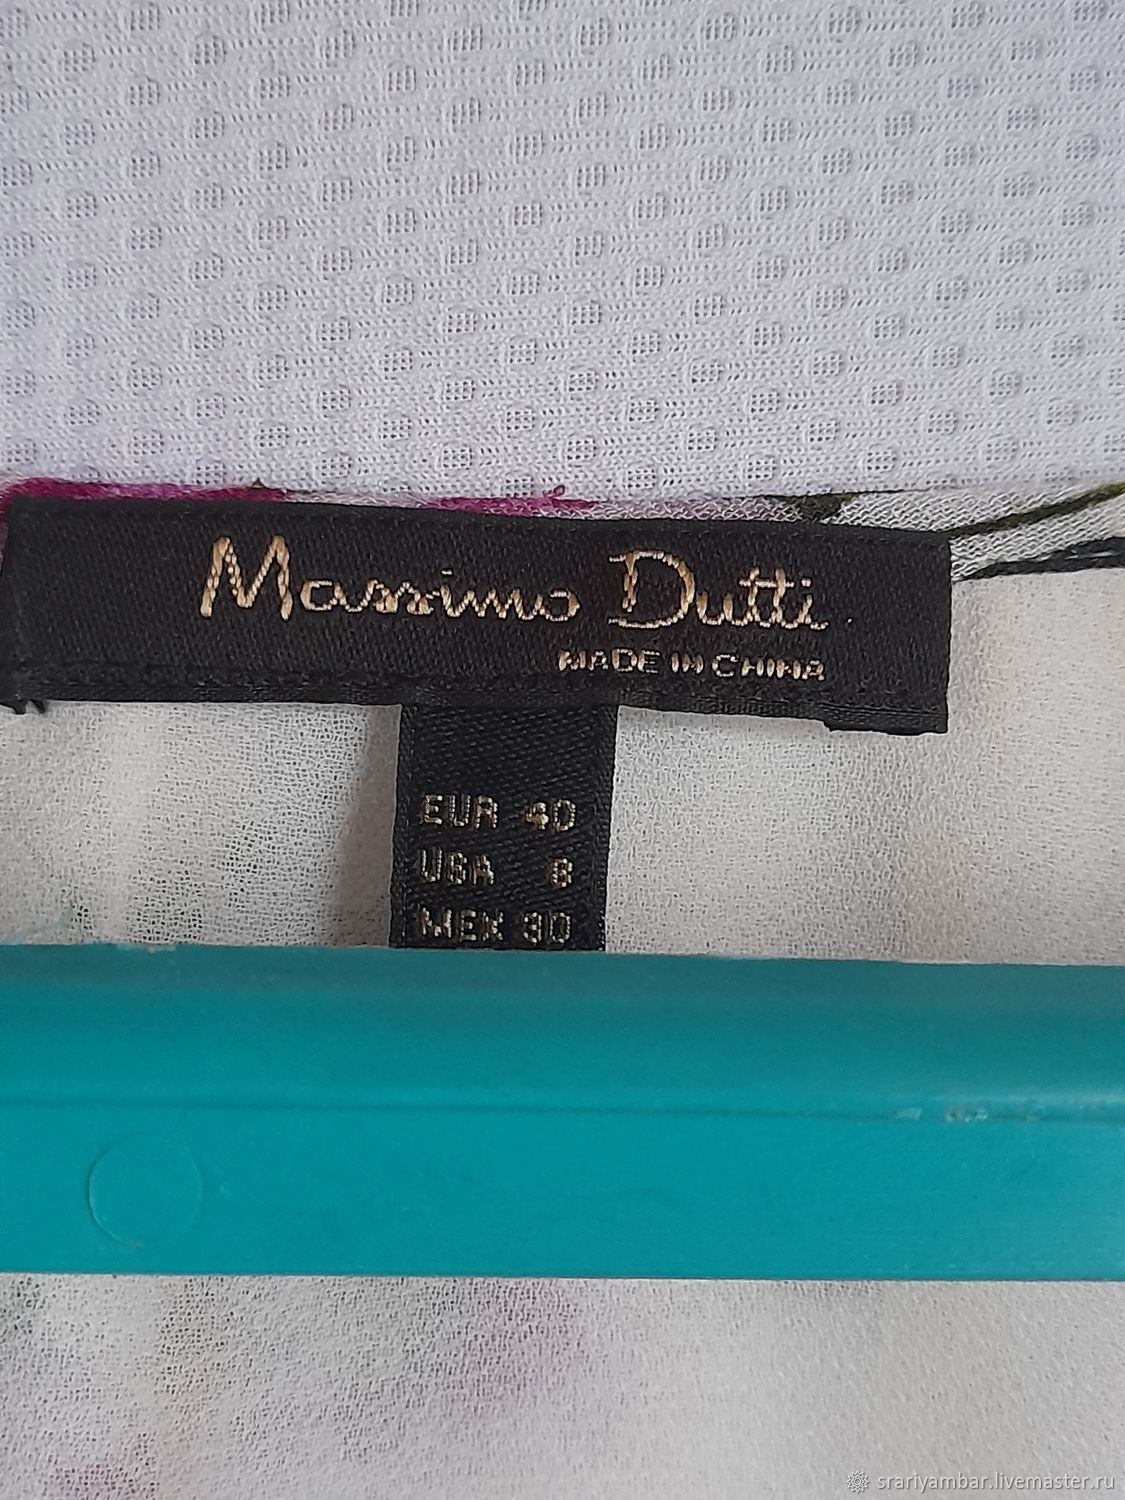 Massimo Dutti
MADE IN CHINA
EUR 40
USA 8
MEX 30
srariyambar.livemaster.ru